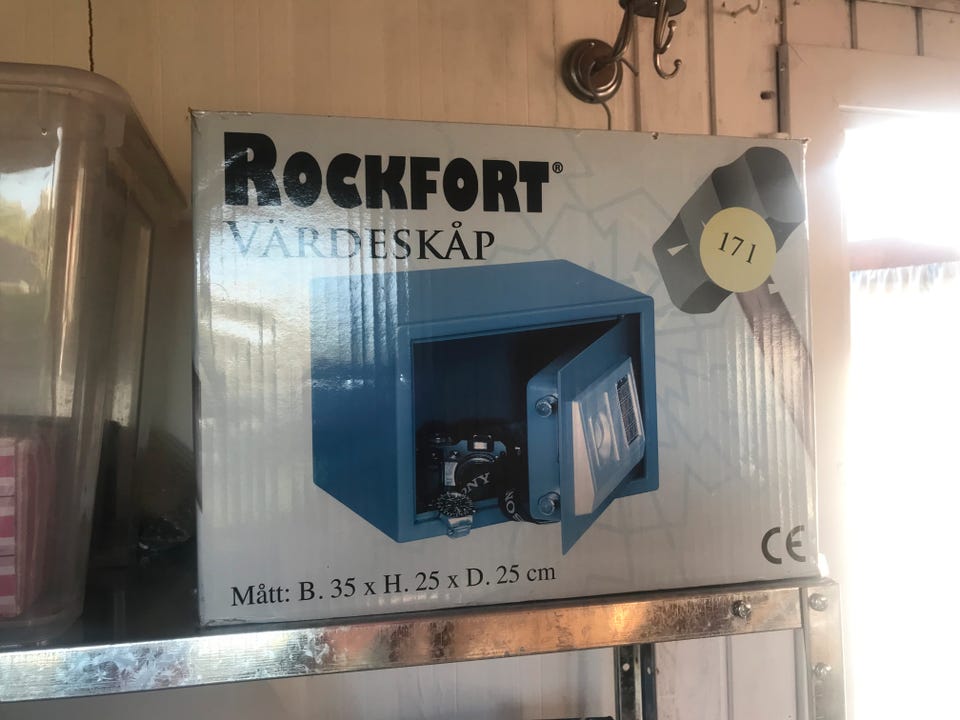 ROCKFORT®
VÄRDESKÅP
171
SONY
Mått: B. 35 x H. 25 x D. 25 cm
CE